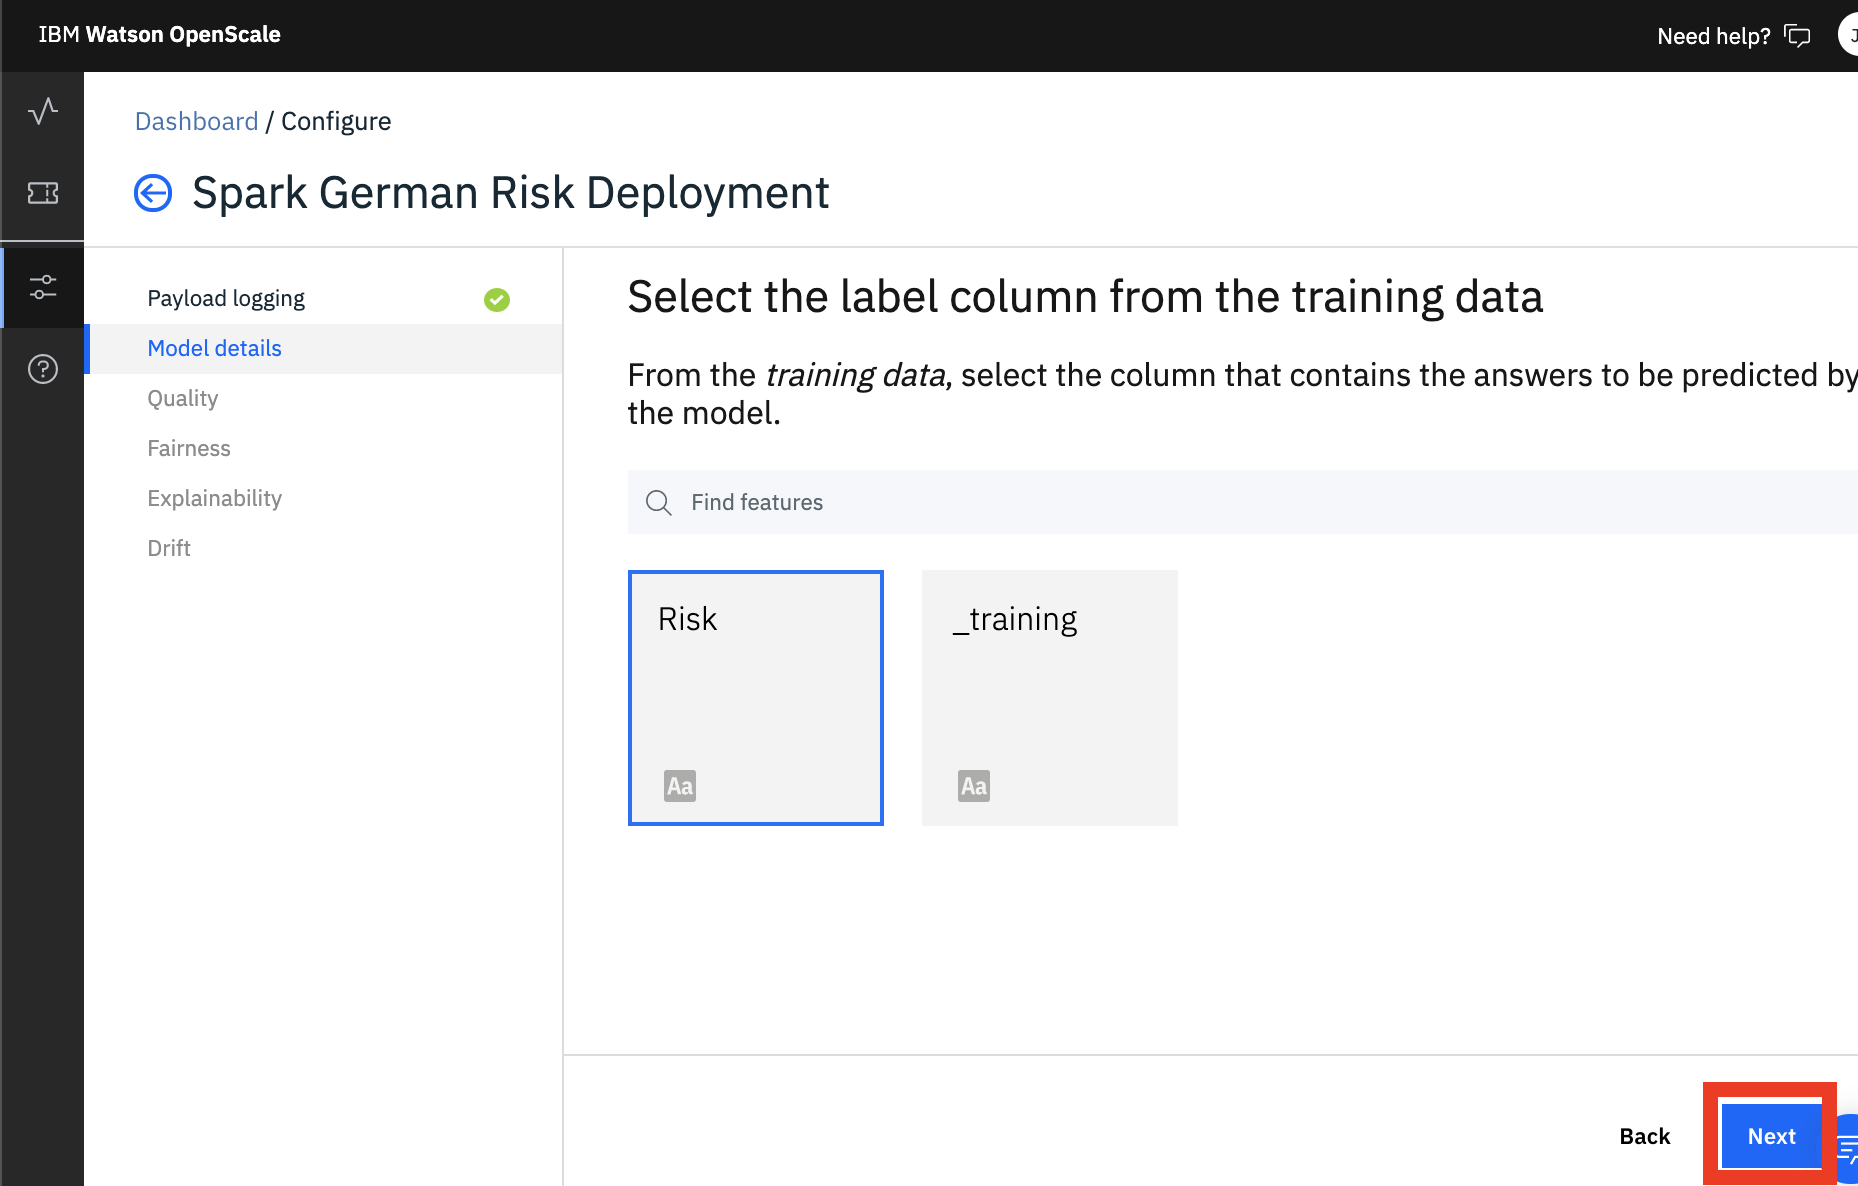 IBM Watson OpenScale
Need help?
J
Dashboard / Configure
Spark German Risk Deployment
Payload logging
Model details
Quality
Fairness
Explainability
Drift
Select the label column from the training data
From the training data, select the column that contains the answers to be predicted by
the model.
Find features
Risk
Aa
_training
Aa
Back
Next